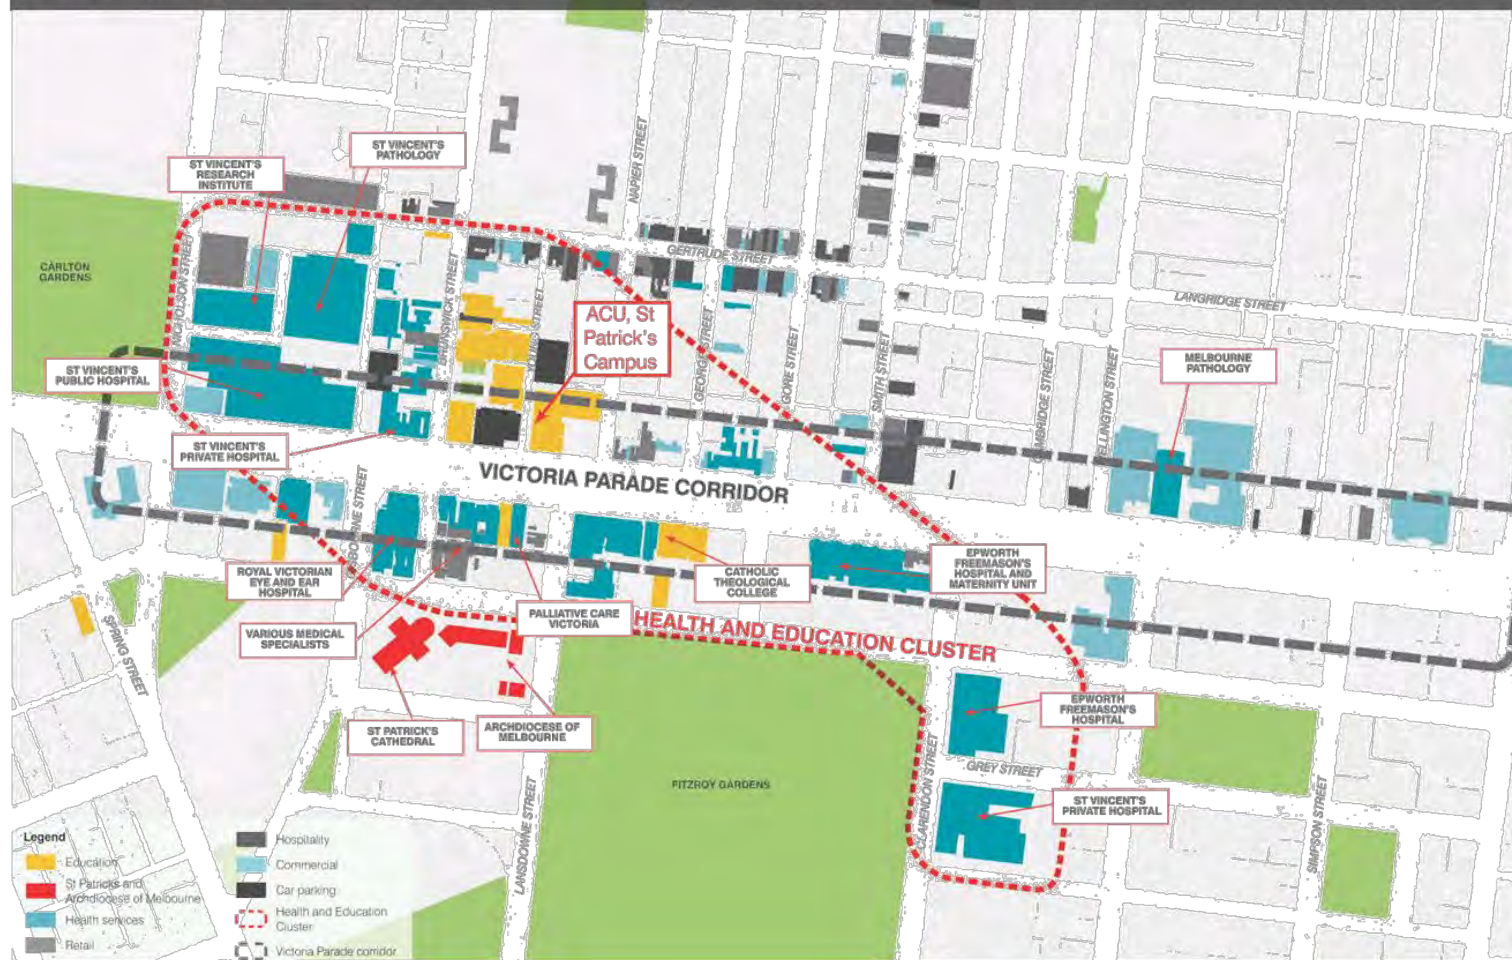 ST VINCENT'S
PATHOLOGY
ST VINCENT'S
RESEARCH
INSTITUTE
NAPIER STREET
CARLTON
GARDENS
NICHOLSON STREET
GERTRUDE STREET
BRUNSWICK STREET
STREET
LANGRIDGE STREET
ACU, St
Patrick's
Campus
GEORGE STREET
GORE STREET
SMITH STREET
MELBOURNE
PATHOLOGY
ST VINCENT'S
PUBLIC HOSPITAL
ST VINCENT'S
PRIVATE HOSPITAL
VICTORIA PARADE CORRIDOR
CATHOLIC
THEOLOGICAL
COLLEGE
EPWORTH
FREEMASON'S
HOSPITAL AND
MATERNITY UNIT
ROYAL VICTORIAN
EYE AND EAR
HOSPITAL
PALLIATIVE CARE
VICTORIA
VARIOUS MEDICAL
SPECIALISTS
HEALTH AND EDUCATION CLUSTER
SPRING STREET
ST PATRICK'S
CATHEDRAL
ARCHDIOCESE OF
MELBOURNE
EPWORTH
FREEMASON'S
HOSPITAL
GREY STREET
FITZROY GARDENS
ST VINCENT'S
PRIVATE HOSPITAL
CLARENDON STREET
LANSDOWNE STREET
SIMPSON STREET
Legend
Education
St Patricks and
Archdiocese of Melbourne
Health services
Retail
Hospitality
Commercial
Car parking
Health and Education
Cluster
Victoria Parade corridor